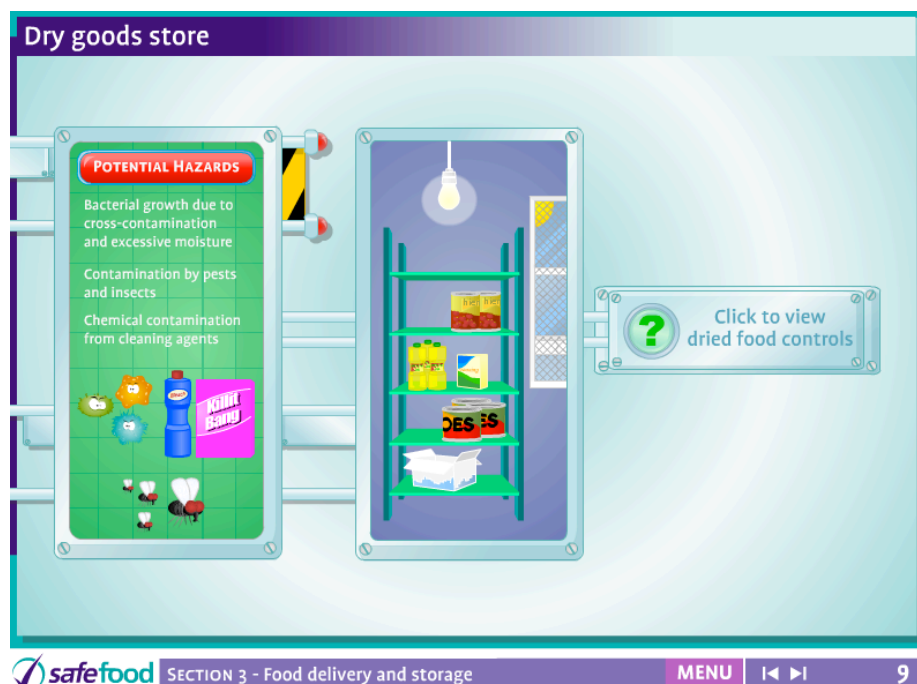 Dry goods store
POTENTIAL HAZARDS
Bacterial growth due to
cross-contamination
and excessive moisture
Contamination by pests
and insects
Chemical contamination
from cleaning agents
Killit
Bang
OES
ES
?
Click to view
dried food controls
safefood
SECTION 3 - Food delivery and storage
MENU
9